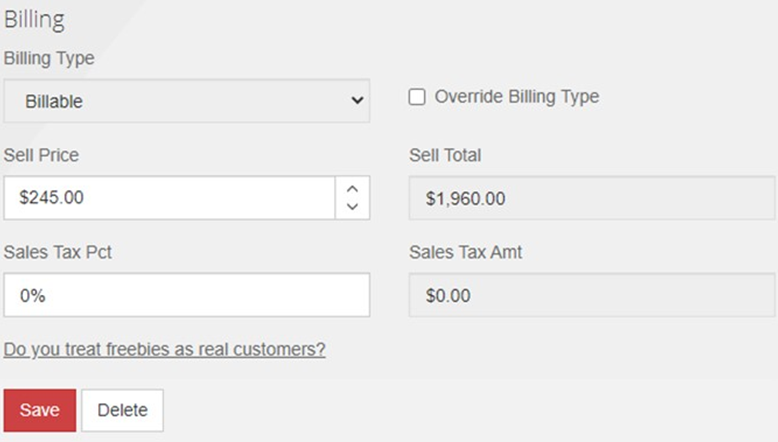 Billing
Billing Type
Billable
Override Billing Type
Sell Price
Sell Total
$245.00
$1,960.00
Sales Tax Pct
Sales Tax Amt
0%
$0.00
Do you treat freebies as real customers?
Save
Delete